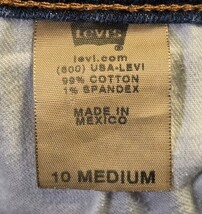 LEVI'S
levi.com
(800) USA-LEVI
99% COTTON
1% SPANDEX
MADE IN
MEXICO
10 MEDIUM